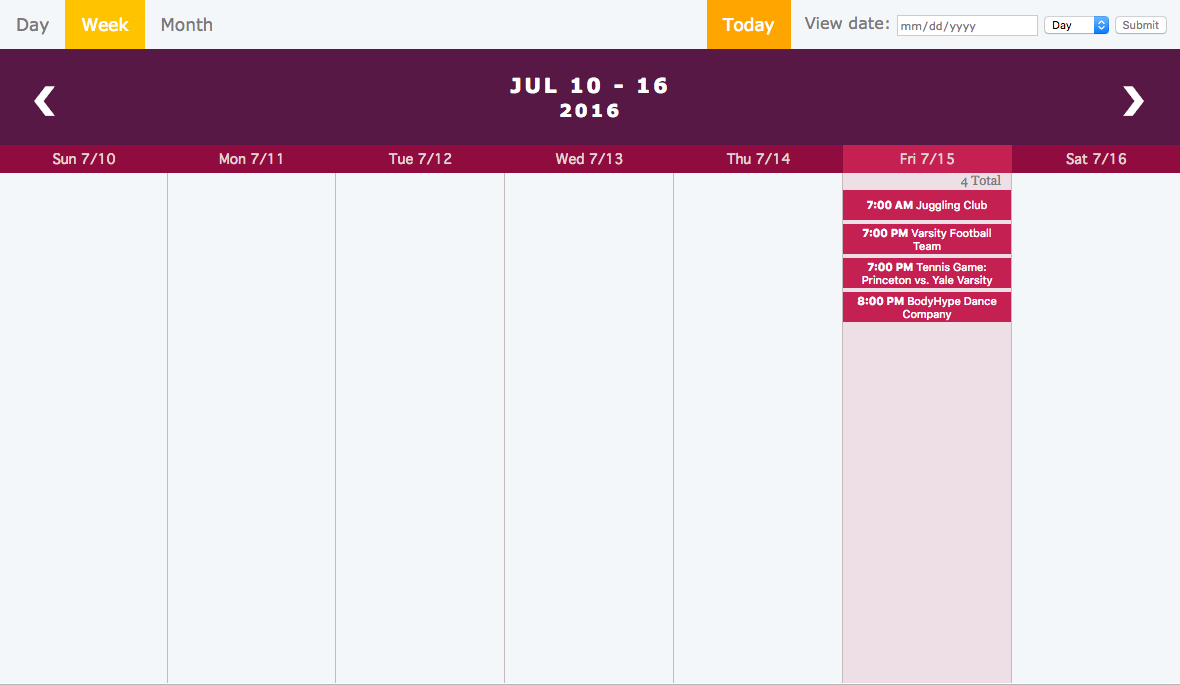 Day Week Month Today View date: mm/dd/yyyy Day Submit
JUL 10 - 16
2016
Sun 7/10 Mon 7/11 Tue 7/12 Wed 7/13 Thu 7/14 Fri 7/15 Sat 7/16
4 Total
7:00 AM Juggling Club
7:00 PM Varsity Football
Team
7:00 PM Tennis Game:
Princeton vs. Yale Varsity
8:00 PM BodyHype Dance
Company